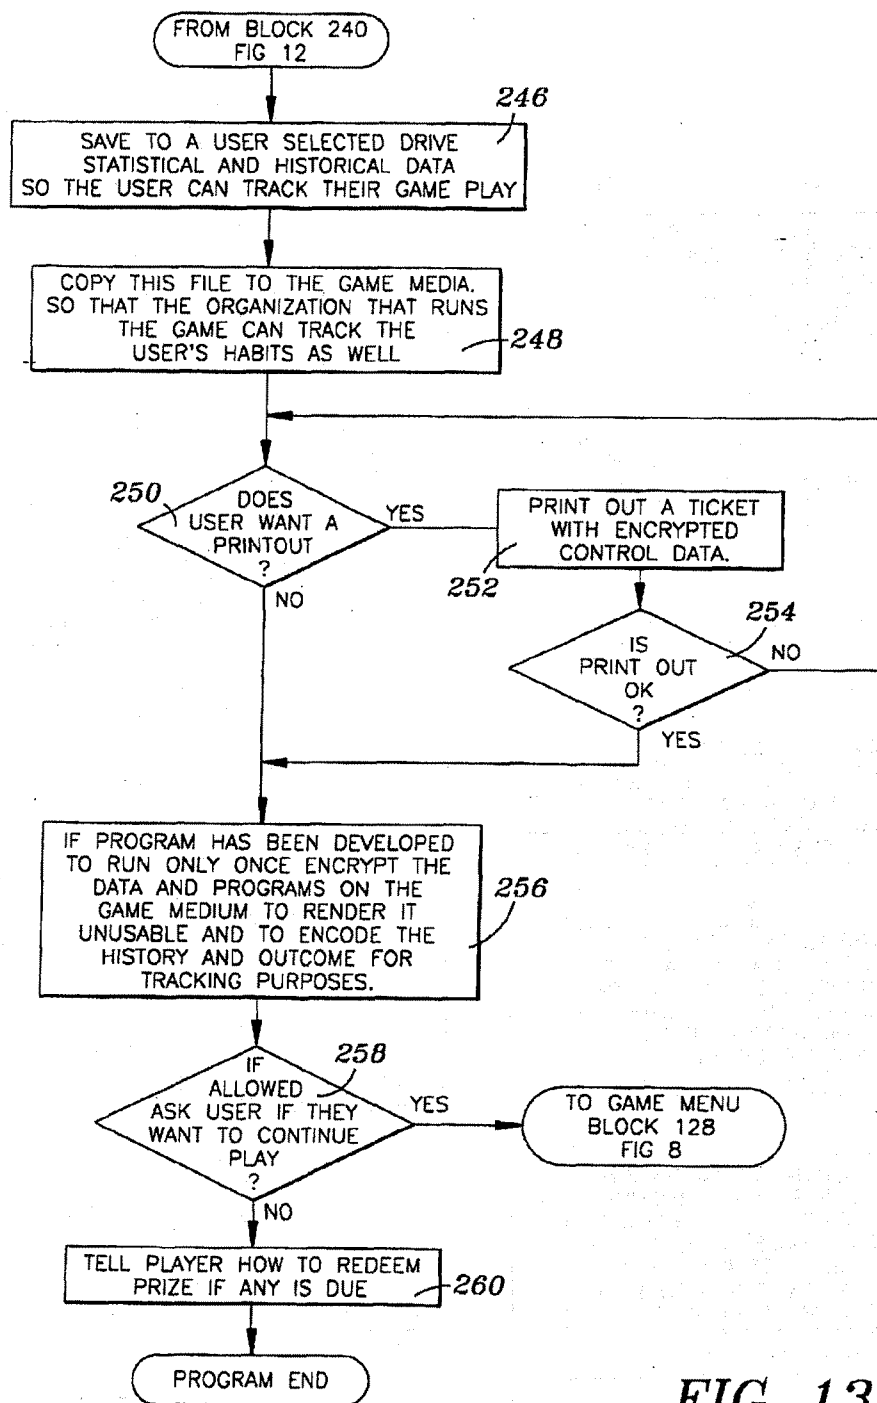 FROM BLOCK 240
FIG 12
246
SAVE TO A USER SELECTED DRIVE
STATISTICAL AND HISTORICAL DATA
SO THE USER CAN TRACK THEIR GAME PLAY
COPY THIS FILE TO THE GAME MEDIA.
SO THAT THE ORGANIZATION THAT RUNS
THE GAME CAN TRACK THE
USER'S HABITS AS WELL
248
250
DOES
USER WANT A
PRINTOUT
?
YES
NO
PRINT OUT A TICKET
WITH ENCRYPTED
CONTROL DATA.
252
254
IS
PRINT OUT
OK
?
NO
YES
IF PROGRAM HAS BEEN DEVELOPED
TO RUN ONLY ONCE ENCRYPT THE
DATA AND PROGRAMS ON THE
GAME MEDIUM TO RENDER IT
UNUSABLE AND TO ENCODE THE
HISTORY AND OUTCOME FOR
TRACKING PURPOSES.
256
258
IF
ALLOWED
ASK USER IF THEY
WANT TO CONTINUE
PLAY
?
YES
NO
TO GAME MENU
BLOCK 128
FIG 8
TELL PLAYER HOW TO REDEEM
PRIZE IF ANY IS DUE
260
PROGRAM END
FIG. 13